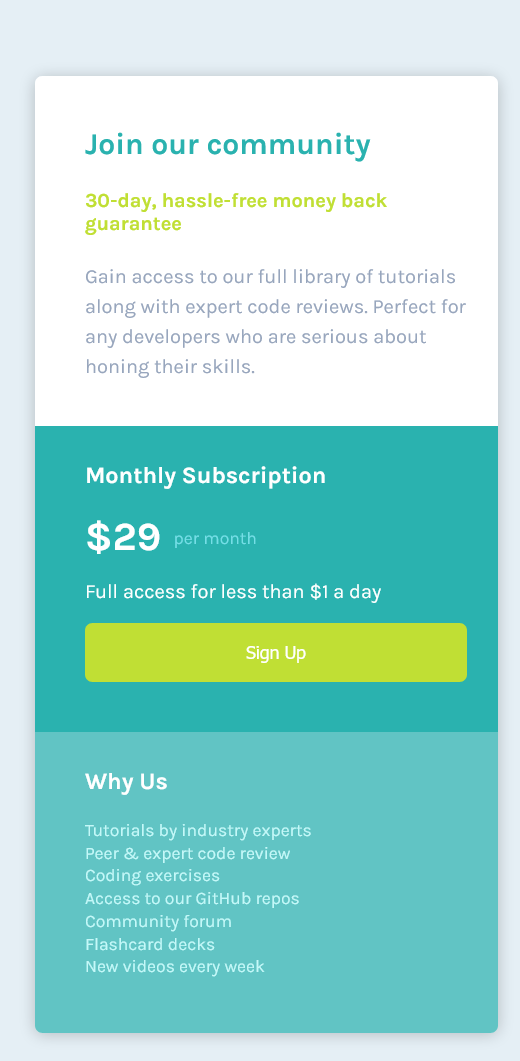 Join our community
30-day, hassle-free money back
guarantee
Gain access to our full library of tutorials
along with expert code reviews. Perfect for
any developers who are serious about
honing their skills.
Monthly Subscription
$29 per month
Full access for less than $1 a day
Sign Up
Why Us
Tutorials by industry experts
Peer & expert code review
Coding exercises
Access to our GitHub repos
Community forum
Flashcard decks
New videos every week